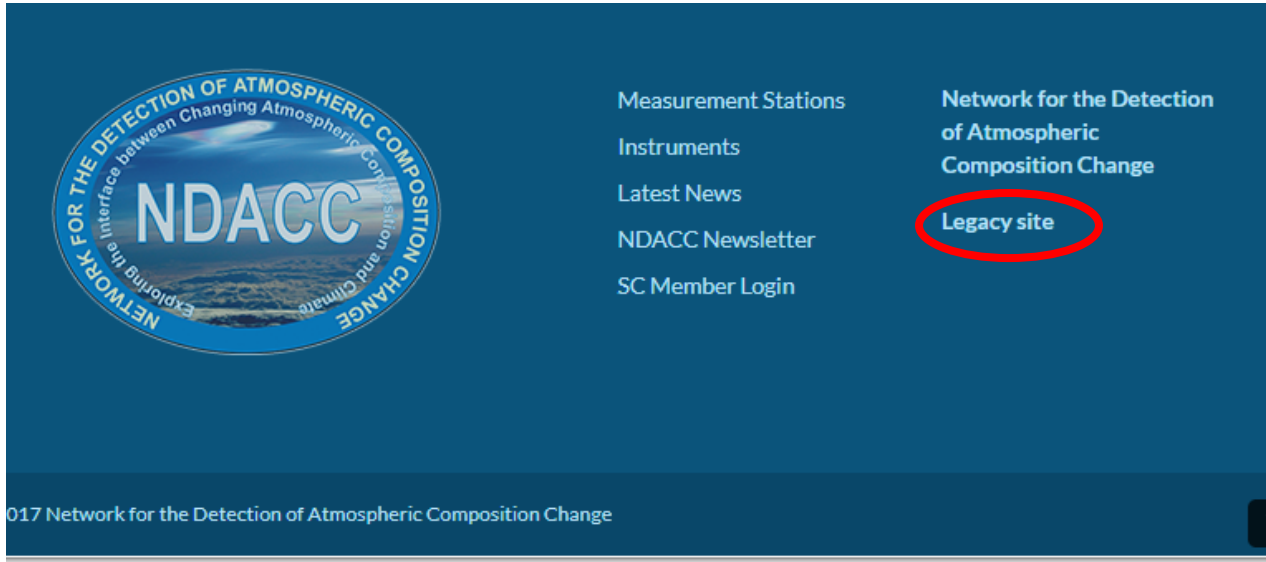 NETWORK FOR THE DETECTION OF ATMOSPHERIC COMPOSITION CHANGE
Exploring the Interface between Changing Atmospheric Composition and Climate
NDACC
Measurement Stations
Instruments
Latest News
NDACC Newsletter
SC Member Login
Network for the Detection
of Atmospheric
Composition Change
Legacy site
017 Network for the Detection of Atmospheric Composition Change